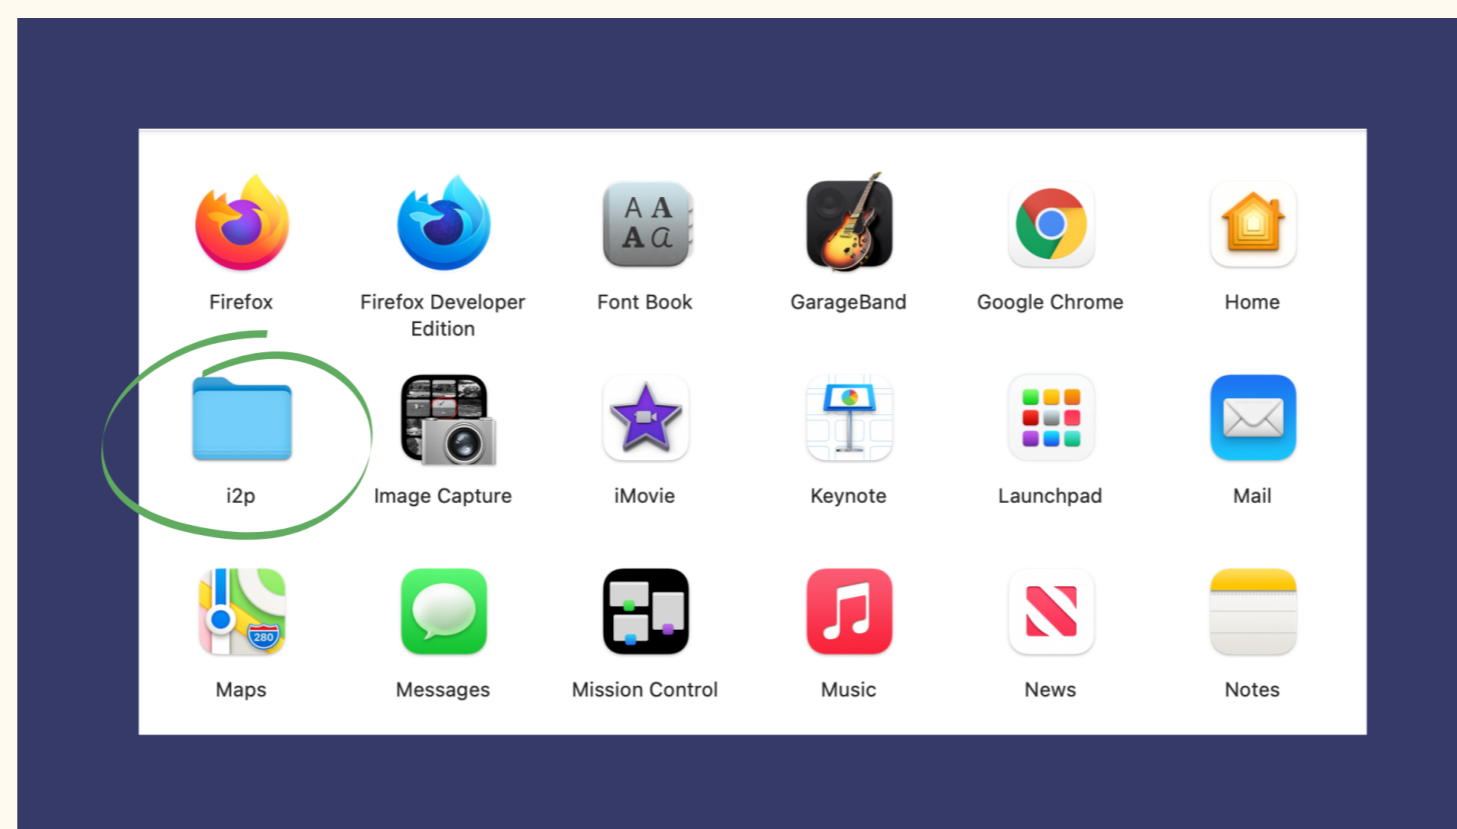 A A
A a
Firefox
Firefox Developer
Edition
Font Book
GarageBand
Google Chrome
Home
i2p
Image Capture
iMovie
Keynote
Launchpad
Mail
280
Maps
Messages
Mission Control
Music
News
Notes